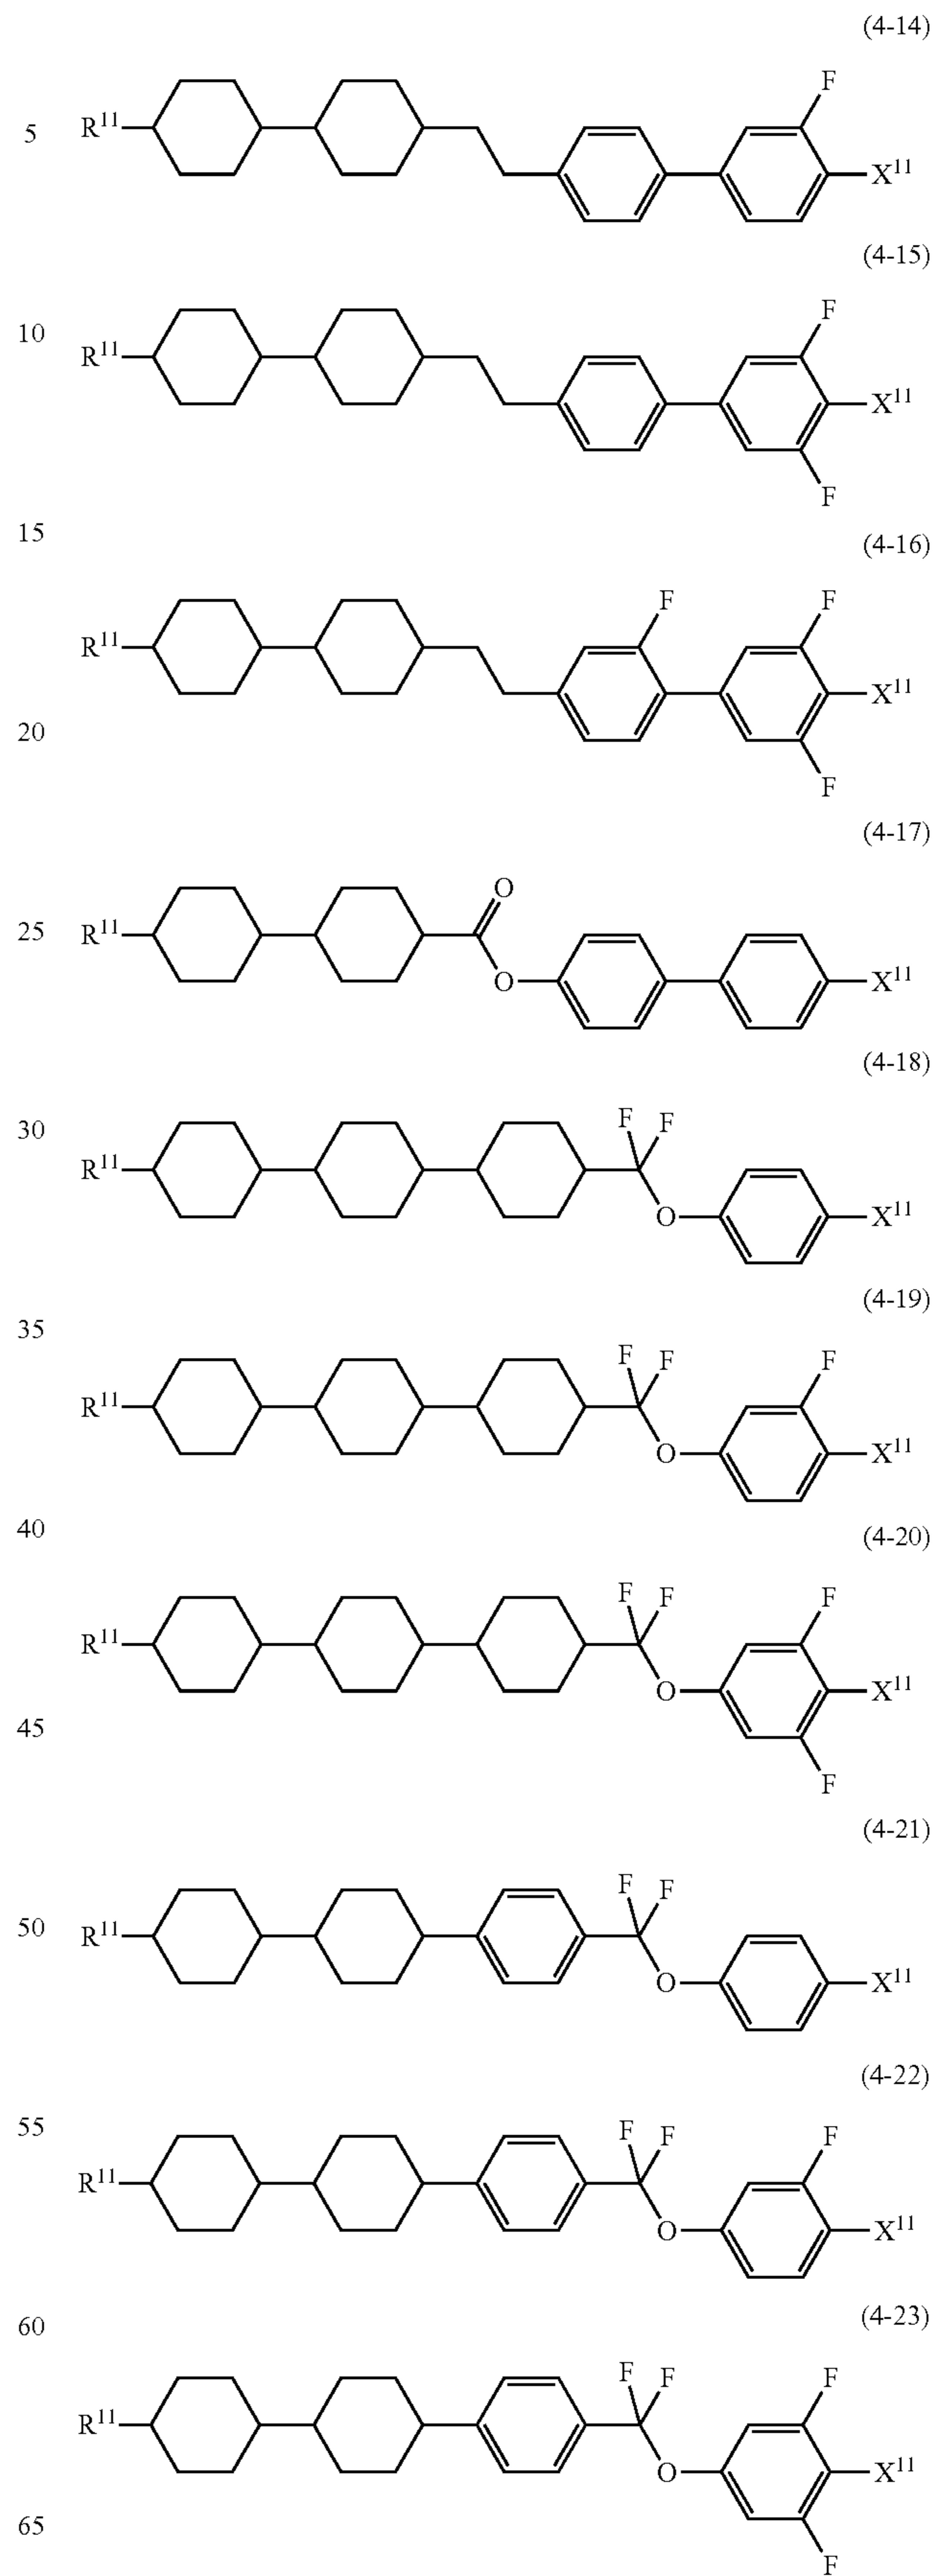 (4-14)
F
5 R¹¹ X¹¹
(4-15)
F
10 R¹¹ X¹¹
F
15 (4-16)
F F
R¹¹ X¹¹
20
F
(4-17)
O
25 R¹¹ O X¹¹
(4-18)
30 F F
R¹¹ O X¹¹
(4-19)
35 F F F
R¹¹ O X¹¹
40 (4-20)
F F F
R¹¹ O X¹¹
45
F
(4-21)
F F
50 R¹¹ O X¹¹
(4-22)
55 F F F
R¹¹ O X¹¹
(4-23)
60 F F F
R¹¹ O X¹¹
65 F